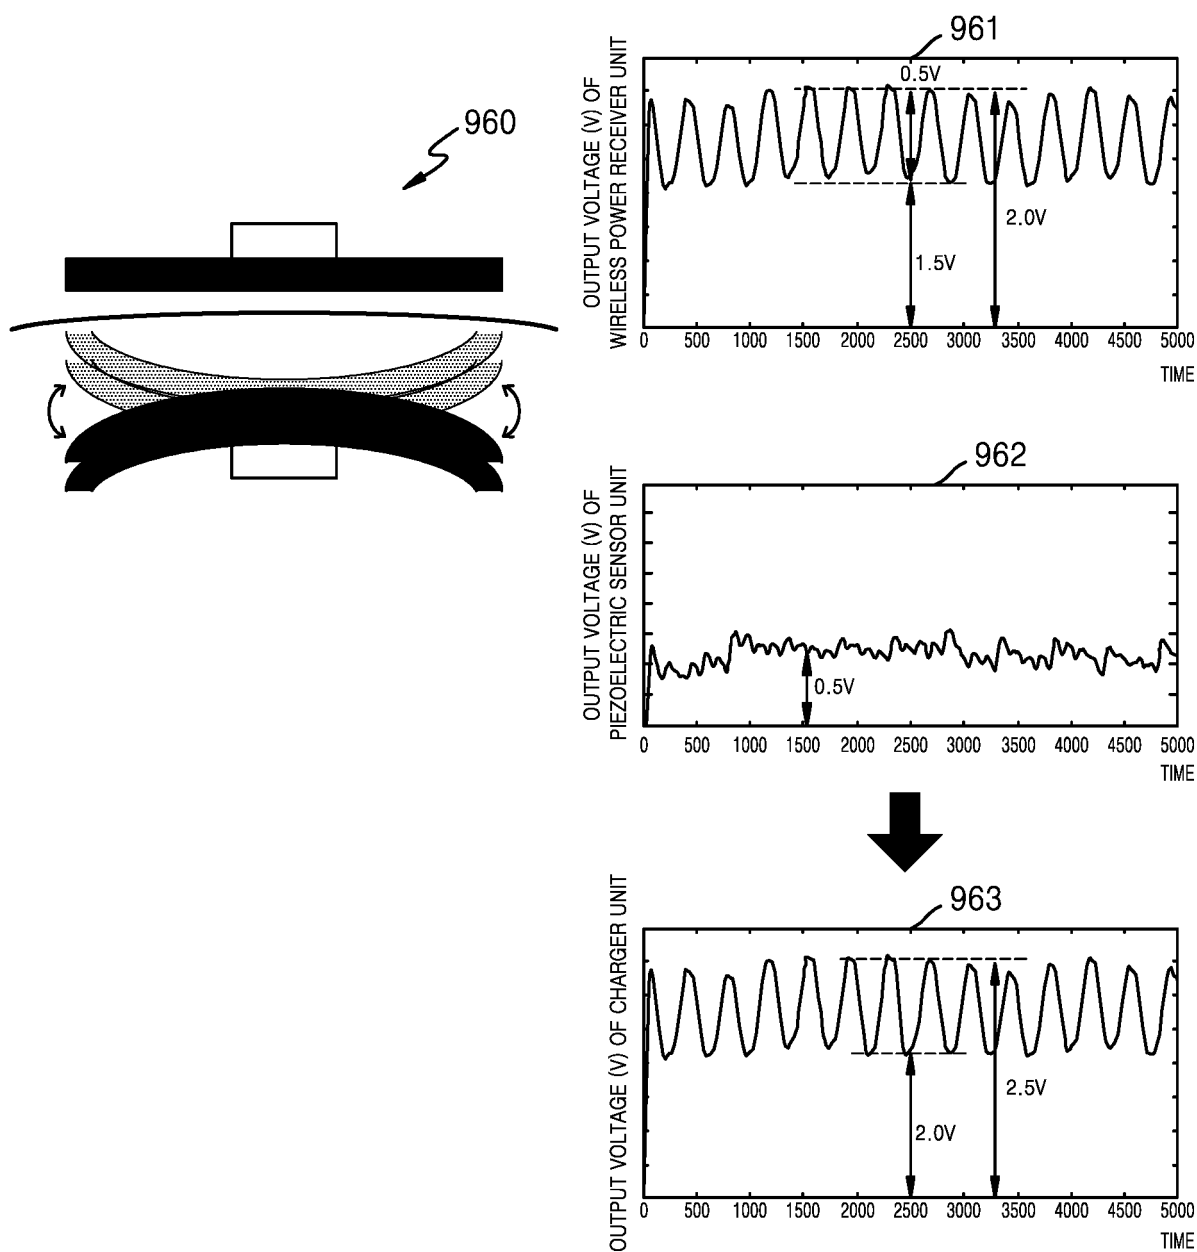 960
961
OUTPUT VOLTAGE (V) OF
WIRELESS POWER RECEIVER UNIT
0.5V
2.0V
1.5V
0 500 1000 1500 2000 2500 3000 3500 4000 4500 5000
TIME
962
OUTPUT VOLTAGE (V) OF
PIEZOELECTRIC SENSOR UNIT
0.5V
0 500 1000 1500 2000 2500 3000 3500 4000 4500 5000
TIME
963
OUTPUT VOLTAGE (V) OF CHARGER UNIT
2.5V
2.0V
0 500 1000 1500 2000 2500 3000 3500 4000 4500 5000
TIME